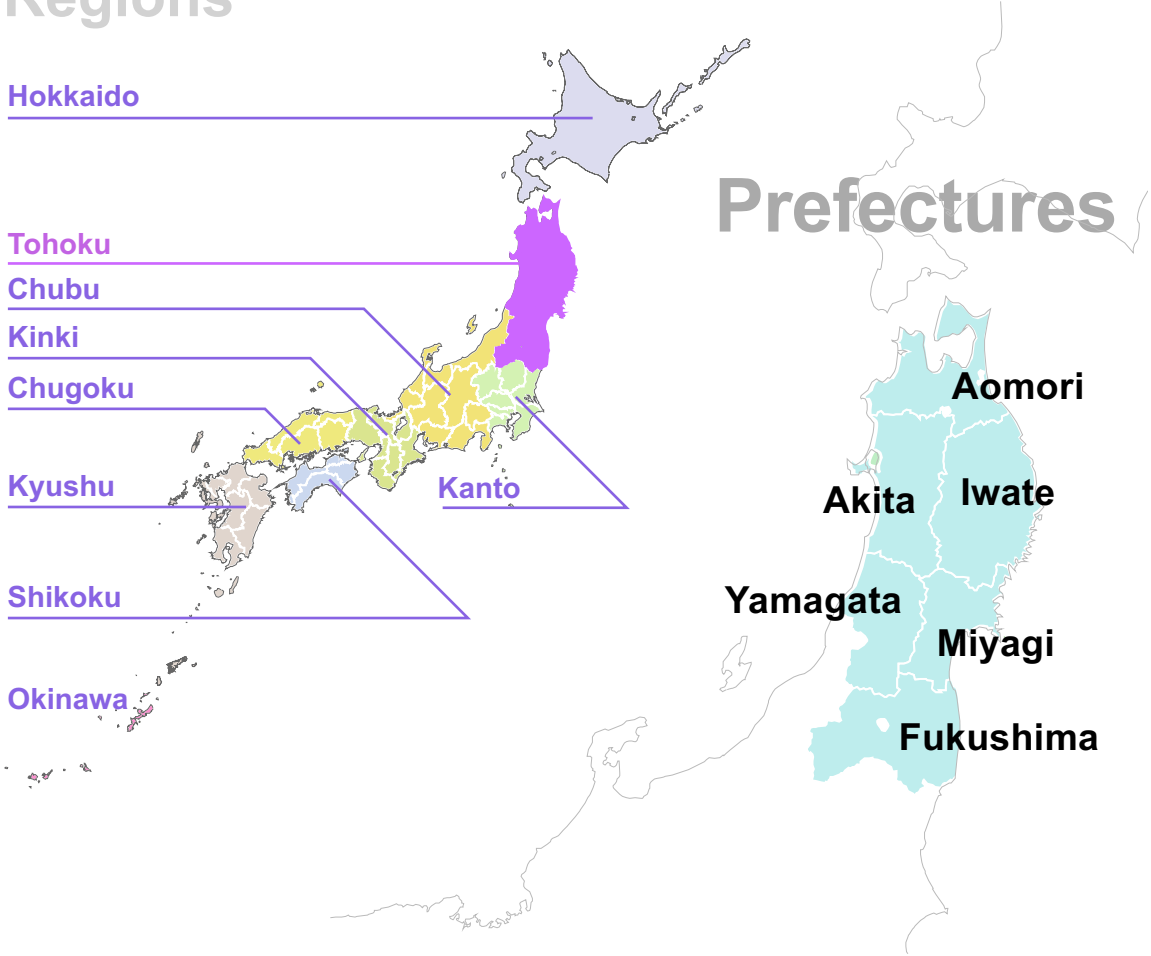 Regions
Hokkaido
Prefectures
Tohoku
Chubu
Kinki
Chugoku
Kyushu
Kanto
Shikoku
Okinawa
Aomori
Akita
Iwate
Yamagata
Miyagi
Fukushima